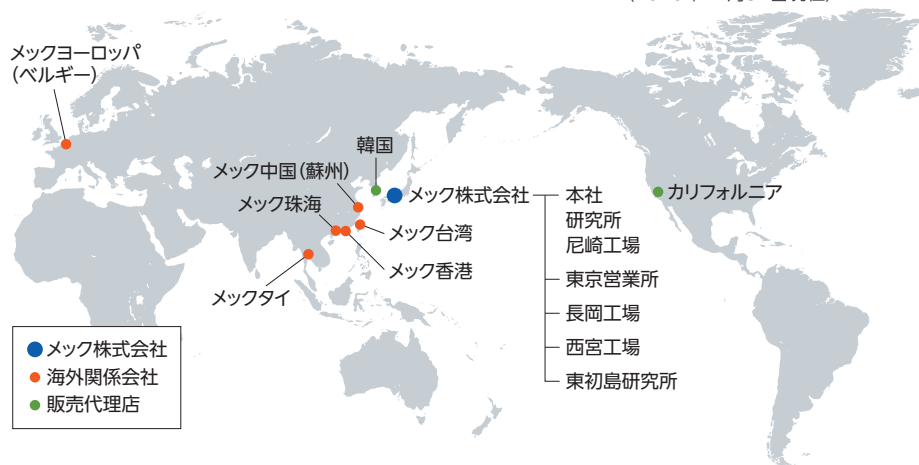 メックヨーロッパ
(ベルギー)
韓国
メック中国(蘇州)
メック珠海
メック株式会社
本社
研究所
尼崎工場
東京営業所
長岡工場
西宮工場
東初島研究所
カリフォルニア
メック台湾
メック香港
メックタイ
メック株式会社
海外関係会社
販売代理店